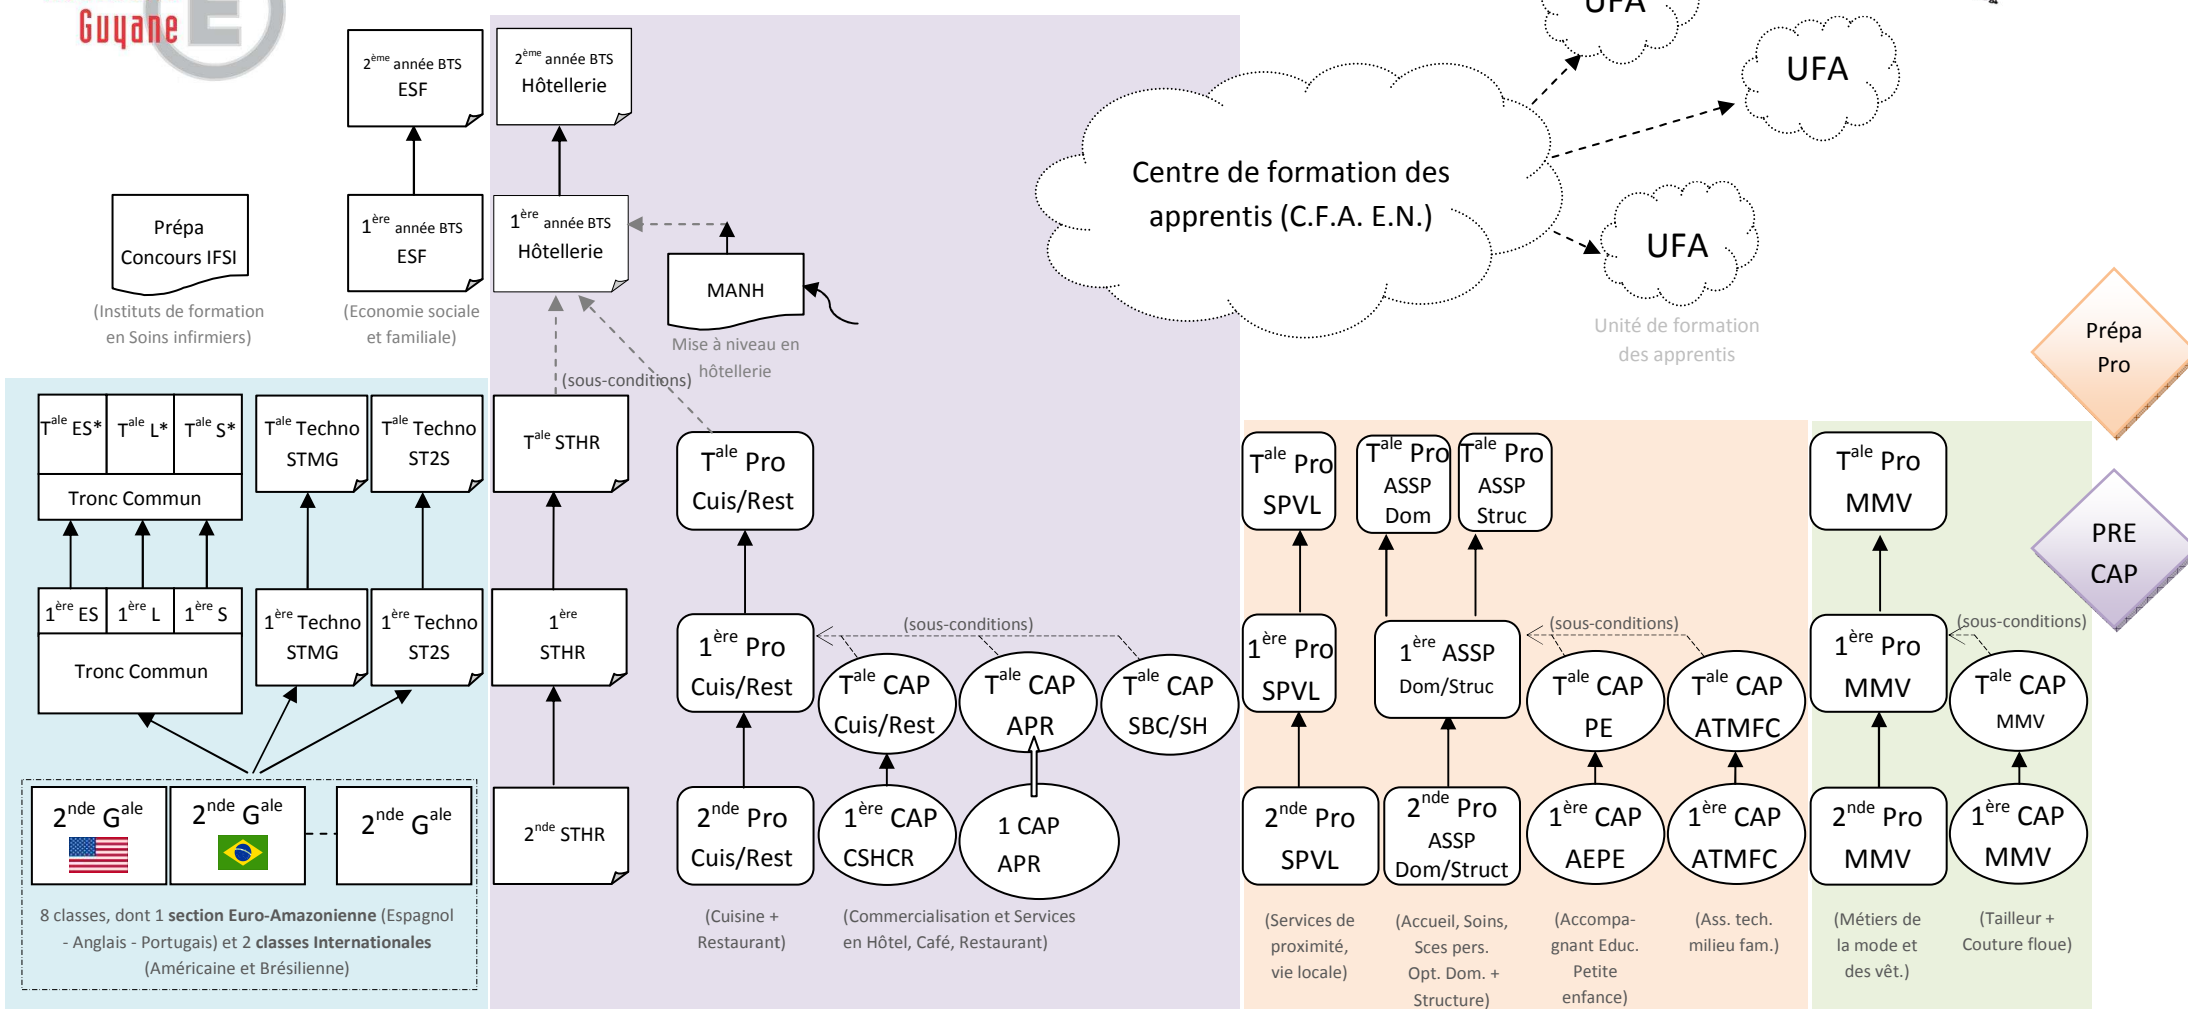 Guyane
UFA
UFA
UFA
Unité de formation
des apprentis
Centre de formation des
apprentis (C.F.A. E.N.)
2ème année BTS
ESF
2ème année BTS
Hôtellerie
Prépa
Concours IFSI
(Instituts de formation
en Soins infirmiers)
1ère année BTS
ESF
(Economie sociale
et familiale)
1ère année BTS
Hôtellerie
MANH
Mise à niveau en
hôtellerie
(sous-conditions)
Prépa
Pro
PRE
CAP
Tale ES*
Tale L*
Tale S*
Tronc Commun
Tale Techno
STMG
Tale Techno
ST2S
1ère ES
1ère L
1ère S
Tronc Commun
1ère Techno
STMG
1ère Techno
ST2S
2nde Gale
2nde Gale
2nde Gale
8 classes, dont 1 section Euro-Amazonienne (Espagnol
- Anglais - Portugais) et 2 classes Internationales
(Américaine et Brésilienne)
Tale STHR
1ère
STHR
2nde STHR
Tale Pro
Cuis/Rest
1ère Pro
Cuis/Rest
2nde Pro
Cuis/Rest
(Cuisine +
Restaurant)
(sous-conditions)
Tale CAP
Cuis/Rest
Tale CAP
APR
Tale CAP
SBC/SH
1ère CAP
CSHCR
1 CAP
APR
(Commercialisation et Services
en Hôtel, Café, Restaurant)
Tale Pro
SPVL
1ère Pro
SPVL
2nde Pro
SPVL
(Services de
proximité,
vie locale)
Tale Pro
ASSP
Dom
Tale Pro
ASSP
Struc
1ère ASSP
Dom/Struc
2nde Pro
ASSP
Dom/Struct
(Accueil, Soins,
Sces pers.
Opt. Dom. +
Structure)
(sous-conditions)
Tale CAP
PE
Tale CAP
ATMFC
1ère CAP
AEPE
1ère CAP
ATMFC
(Accompa-
gnant Educ.
Petite
enfance)
(Ass. tech.
milieu fam.)
Tale Pro
MMV
1ère Pro
MMV
2nde Pro
MMV
(Métiers de
la mode et
des vêt.)
(sous-conditions)
Tale CAP
MMV
1ère CAP
MMV
(Tailleur +
Couture floue)